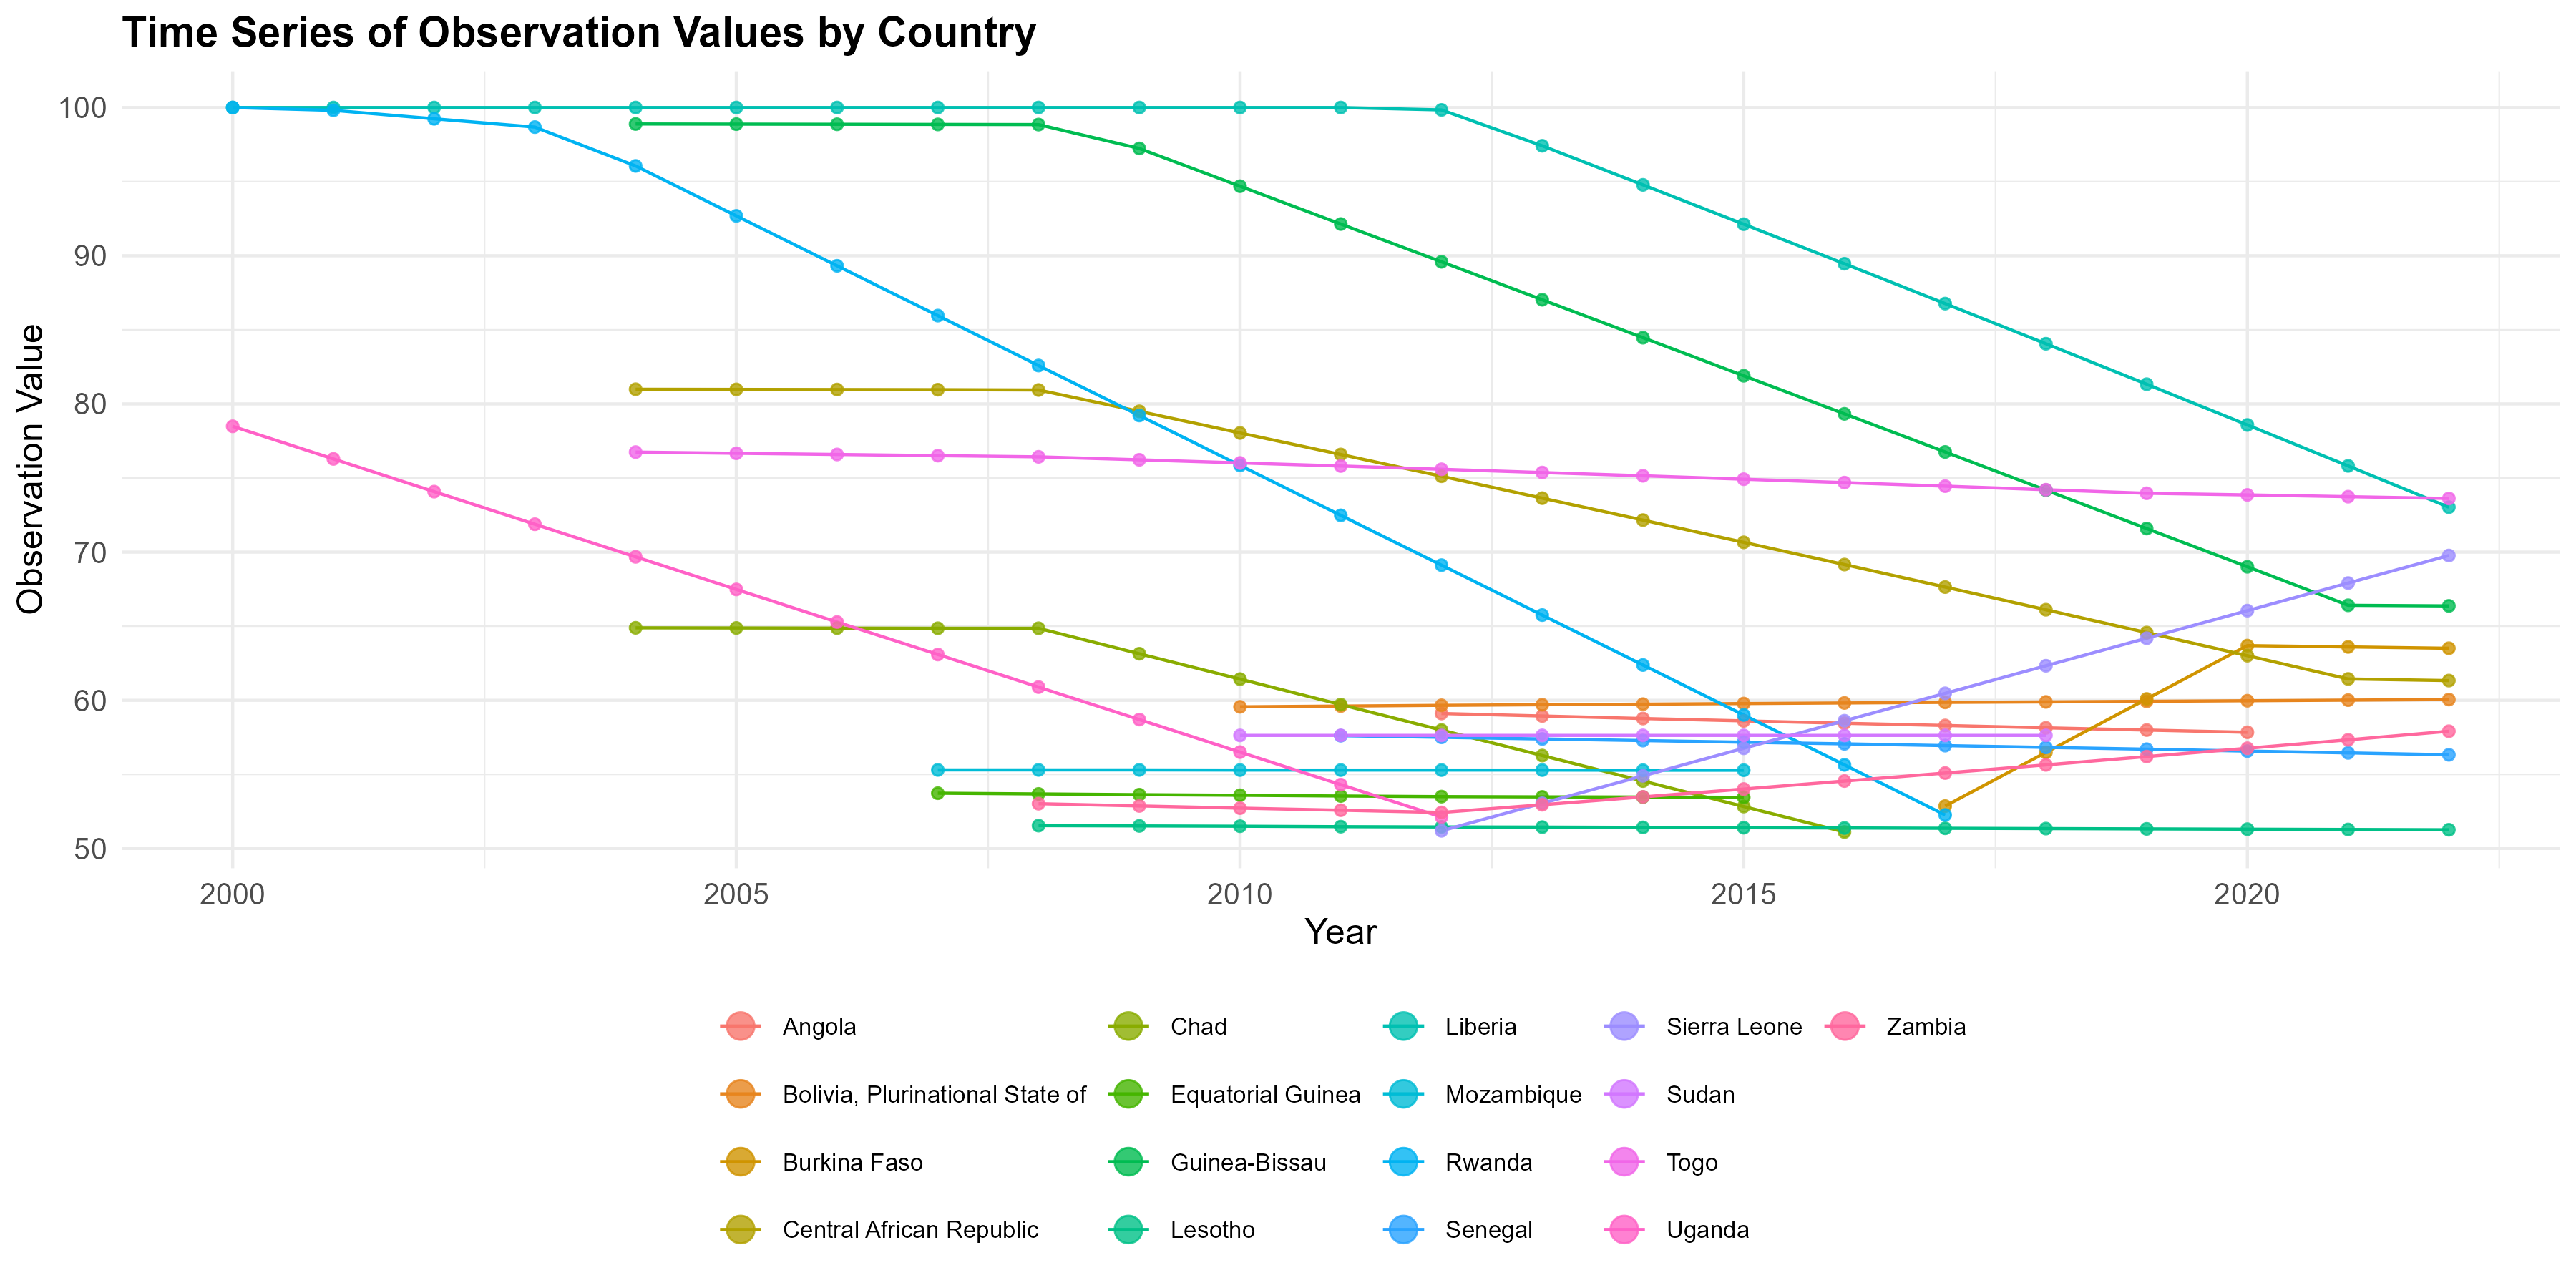 Time Series of Observation Values by Country
Observation Value
100
90
80
70
60
50
2000 2005 2010 2015 2020
Year
Angola Chad Liberia Sierra Leone Zambia
Bolivia, Plurinational State of Equatorial Guinea Mozambique Sudan
Burkina Faso Guinea-Bissau Rwanda Togo
Central African Republic Lesotho Senegal Uganda